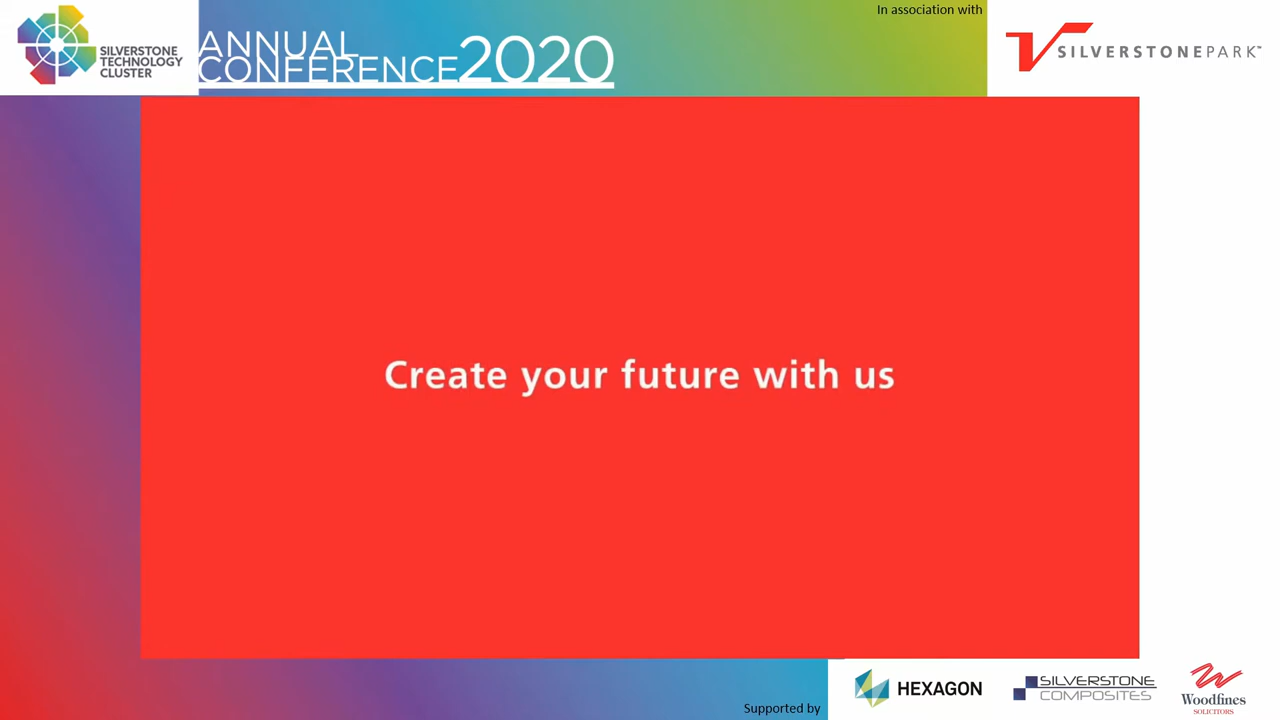 In association with
SILVERSTONE
TECHNOLOGY
CLUSTER
ANNUAL
CONFERENCE2020
SILVERSTONEPARK™
Create your future with us
Supported by
HEXAGON
SILVERSTONE
COMPOSITES
Woodfines
SOLICITORS